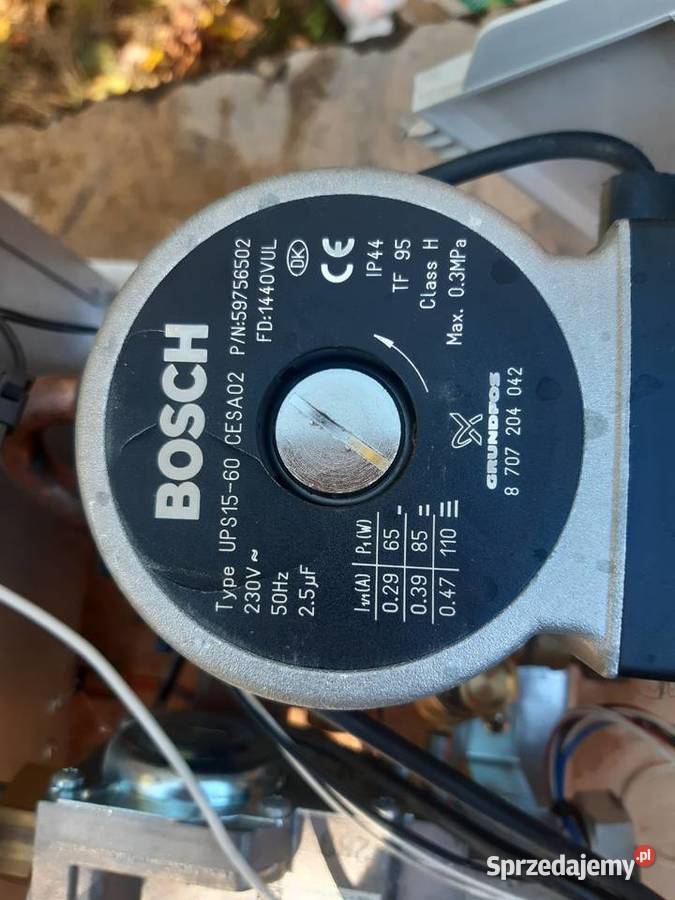 BOSCH
Type UPS15-60 CESA02 P/N:59756502
230V~ FD:1440VUL
50Hz
2.5µF
DK
CE
IP44
TF 95
Class H
Max. 0.3MPa
I₁/₁(A) P₁(W)
0.29 65 -
0.39 85 =
0.47 110 ≡
GRUNDFOS
8 707 204 042
Sprzedajemy.pl